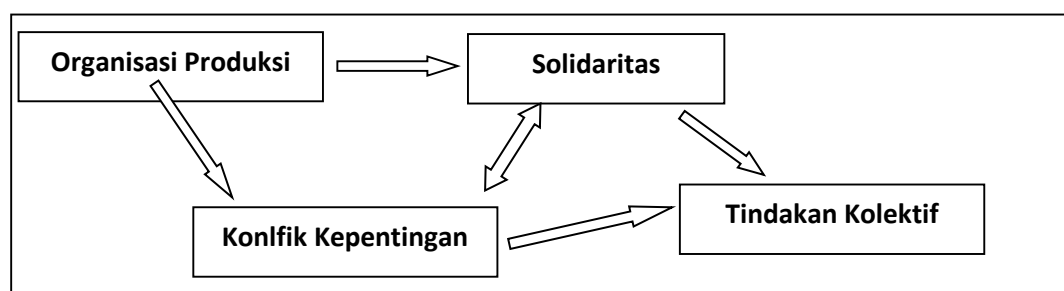 Organisasi Produksi
Solidaritas
Konlfik Kepentingan
Tindakan Kolektif